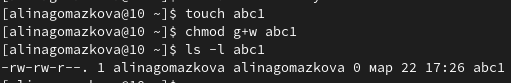 [alinagomazkova@10 ~]$ touch abc1
[alinagomazkova@10 ~]$ chmod g+w abc1
[alinagomazkova@10 ~]$ ls -l abc1
-rw-rw-r--. 1 alinagomazkova alinagomazkova 0 мар 22 17:26 abc1